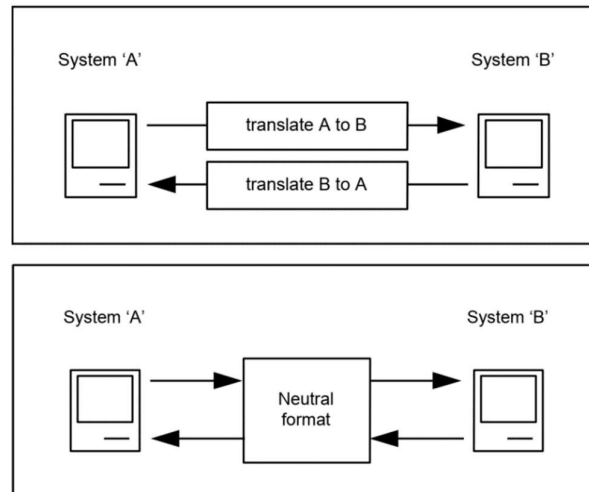 System ‘A’
System ‘B’
translate A to B
translate B to A
System ‘A’
System ‘B’
Neutral
format